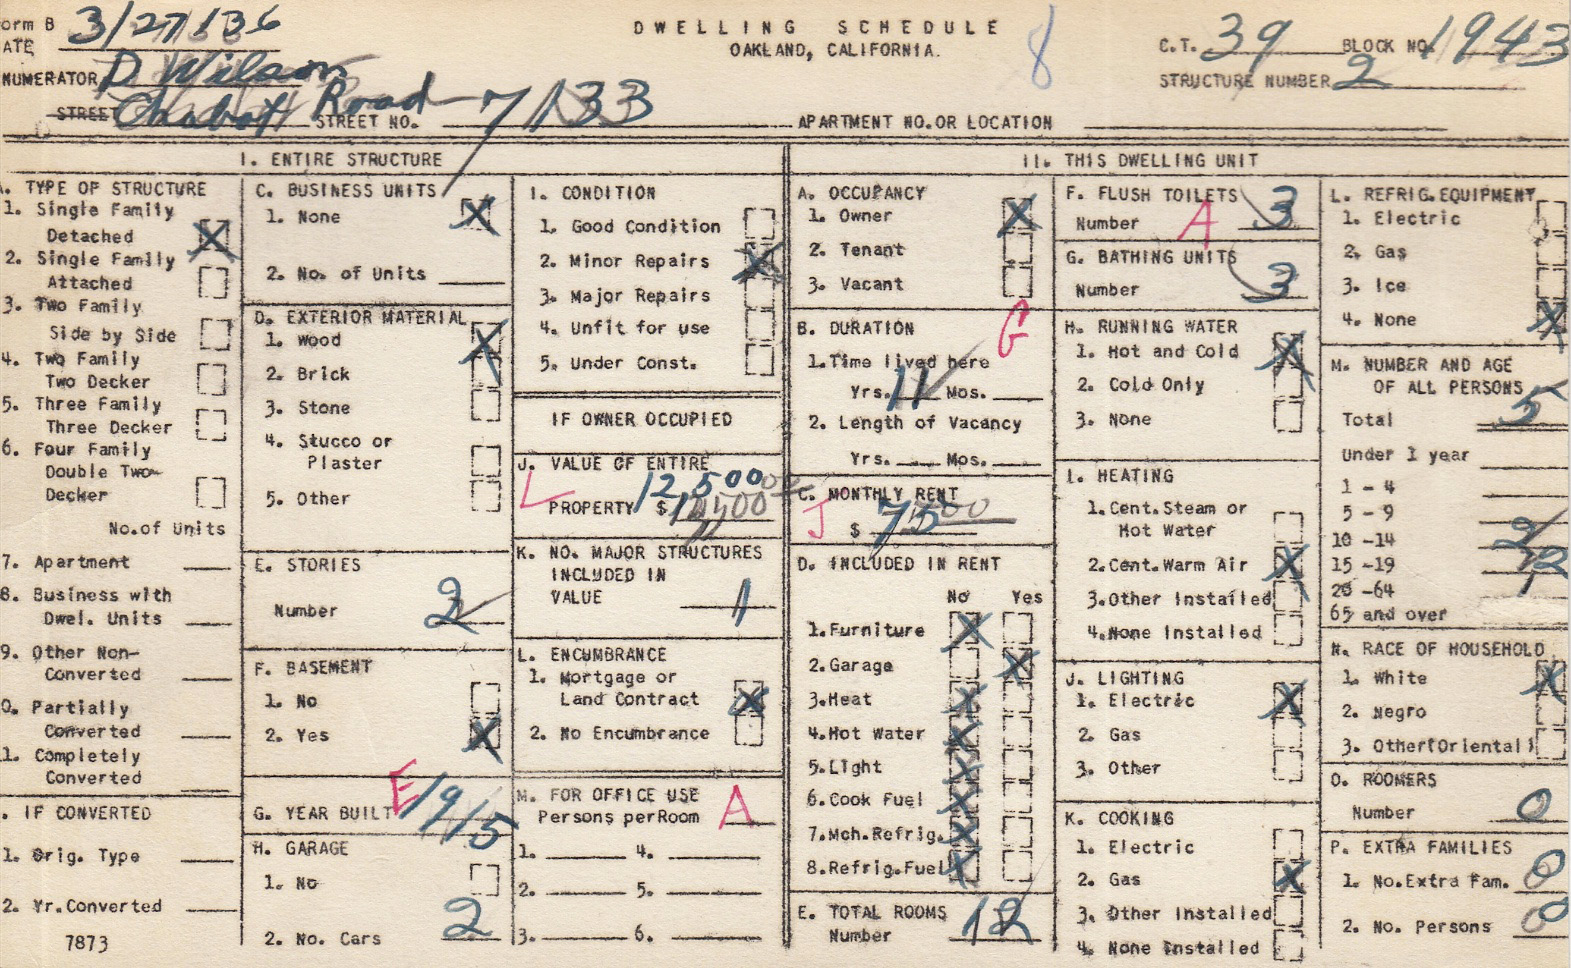 orm B 3/27/36 DWELLING SCHEDULE
ATE OAKLAND, CALIFORNIA. 8 C.T. 39 BLOCK NO. 1943
NUMERATOR D Wilson STRUCTURE NUMBER 2
STREET Chabot Road STREET NO. 7133 APARTMENT NO. OR LOCATION
I. ENTIRE STRUCTURE
. TYPE OF STRUCTURE
1. Single Family
Detached X
2. Single Family
Attached
3. Two Family
Side by Side
4. Two Family
Two Decker
5. Three Family
Three Decker
6. Four Family
Double Two-
Decker
No. of Units
7. Apartment
8. Business with
Dwel. Units
9. Other Non-
Converted
0. Partially
Converted
1. Completely
Converted
. IF CONVERTED
1. Orig. Type
2. Yr. Converted
7873
C. BUSINESS UNITS
1. None X
2. No. of Units
D. EXTERIOR MATERIAL
1. Wood X
2. Brick
3. Stone
4. Stucco or
Plaster
5. Other
E. STORIES
Number 2
F. BASEMENT
1. No
2. Yes X
G. YEAR BUILT E 1915
H. GARAGE
1. No
2. No. Cars 2
I. CONDITION
1. Good Condition
2. Minor Repairs X
3. Major Repairs
4. Unfit for use
5. Under Const.
IF OWNER OCCUPIED
J. VALUE OF ENTIRE
L PROPERTY $ 12,500
K. NO. MAJOR STRUCTURES
INCLUDED IN
VALUE 1
L. ENCUMBRANCE
1. Mortgage or
Land Contract X
2. No Encumbrance
M. FOR OFFICE USE
Persons per Room A
1. 4.
2. 5.
3. 6.
II. THIS DWELLING UNIT
A. OCCUPANCY
1. Owner X
2. Tenant
3. Vacant
B. DURATION G
1. Time lived here
Yrs. 11 Mos.
2. Length of Vacancy
Yrs. Mos.
C. MONTHLY RENT
J $ 75 00
D. INCLUDED IN RENT
No Yes
1. Furniture X
2. Garage X
3. Heat X
4. Hot Water X
5. Light X
6. Cook Fuel X
7. Mch. Refrig. X
8. Refrig. Fuel X
E. TOTAL ROOMS
Number 12
F. FLUSH TOILETS
Number A 3
G. BATHING UNITS
Number 3
H. RUNNING WATER
1. Hot and Cold X
2. Cold Only
3. None
I. HEATING
1. Cent. Steam or
Hot Water
2. Cent. Warm Air X
3. Other Installed
4. None Installed
J. LIGHTING
1. Electric X
2. Gas
3. Other
K. COOKING
1. Electric
2. Gas X
3. Other Installed
4. None Installed
L. REFRIG. EQUIPMENT
1. Electric
2. Gas
3. Ice
4. None X
M. NUMBER AND AGE
OF ALL PERSONS
Total 5
Under 1 year
1 - 4
5 - 9
10 - 14 2
15 - 19
20 - 64 2
65 and over
N. RACE OF HOUSEHOLD
1. White X
2. Negro
3. Other (Oriental)
O. ROOMERS
Number 0
P. EXTRA FAMILIES
1. No. Extra Fam. 0
2. No. Persons 0